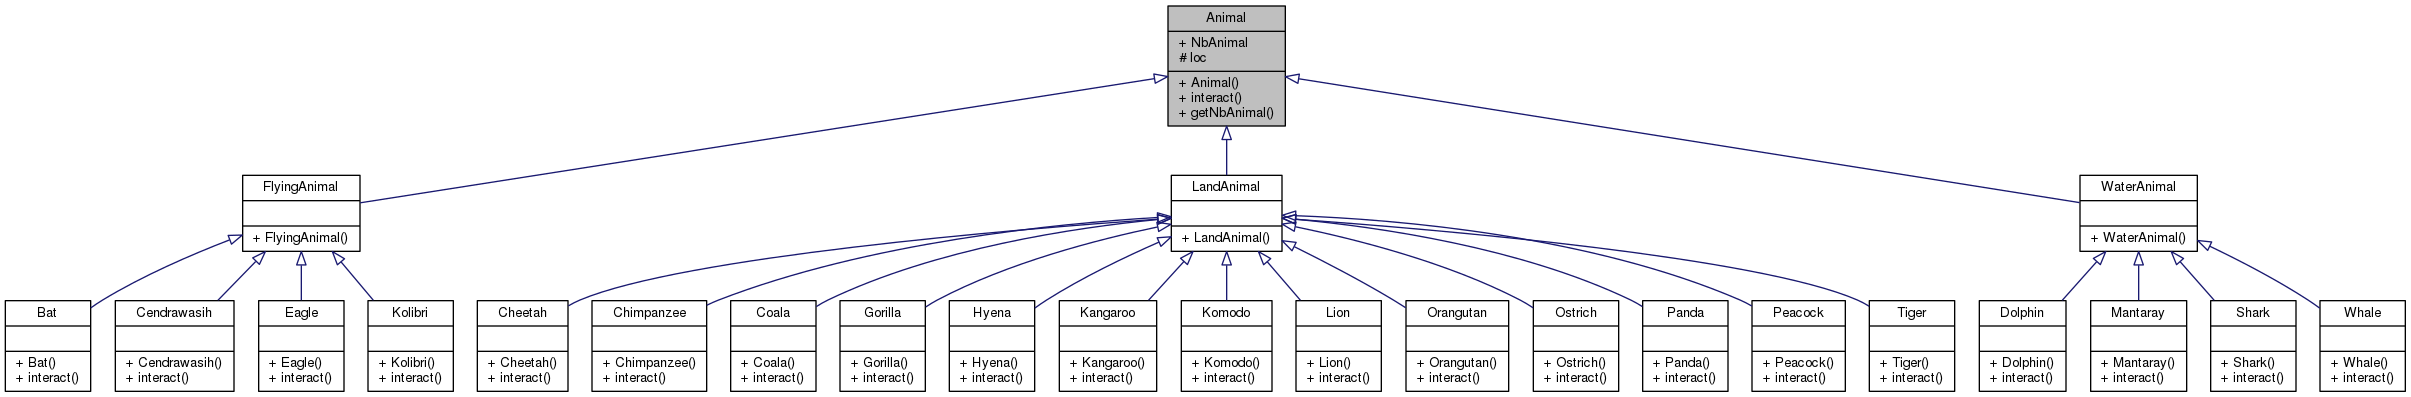 Animal
+ NbAnimal
# loc
+ Animal()
+ interact()
+ getNbAnimal()
FlyingAnimal
+ FlyingAnimal()
LandAnimal
+ LandAnimal()
WaterAnimal
+ WaterAnimal()
Bat
+ Bat()
+ interact()
Cendrawasih
+ Cendrawasih()
+ interact()
Eagle
+ Eagle()
+ interact()
Kolibri
+ Kolibri()
+ interact()
Cheetah
+ Cheetah()
+ interact()
Chimpanzee
+ Chimpanzee()
+ interact()
Coala
+ Coala()
+ interact()
Gorilla
+ Gorilla()
+ interact()
Hyena
+ Hyena()
+ interact()
Kangaroo
+ Kangaroo()
+ interact()
Komodo
+ Komodo()
+ interact()
Lion
+ Lion()
+ interact()
Orangutan
+ Orangutan()
+ interact()
Ostrich
+ Ostrich()
+ interact()
Panda
+ Panda()
+ interact()
Peacock
+ Peacock()
+ interact()
Tiger
+ Tiger()
+ interact()
Dolphin
+ Dolphin()
+ interact()
Mantaray
+ Mantaray()
+ interact()
Shark
+ Shark()
+ interact()
Whale
+ Whale()
+ interact()